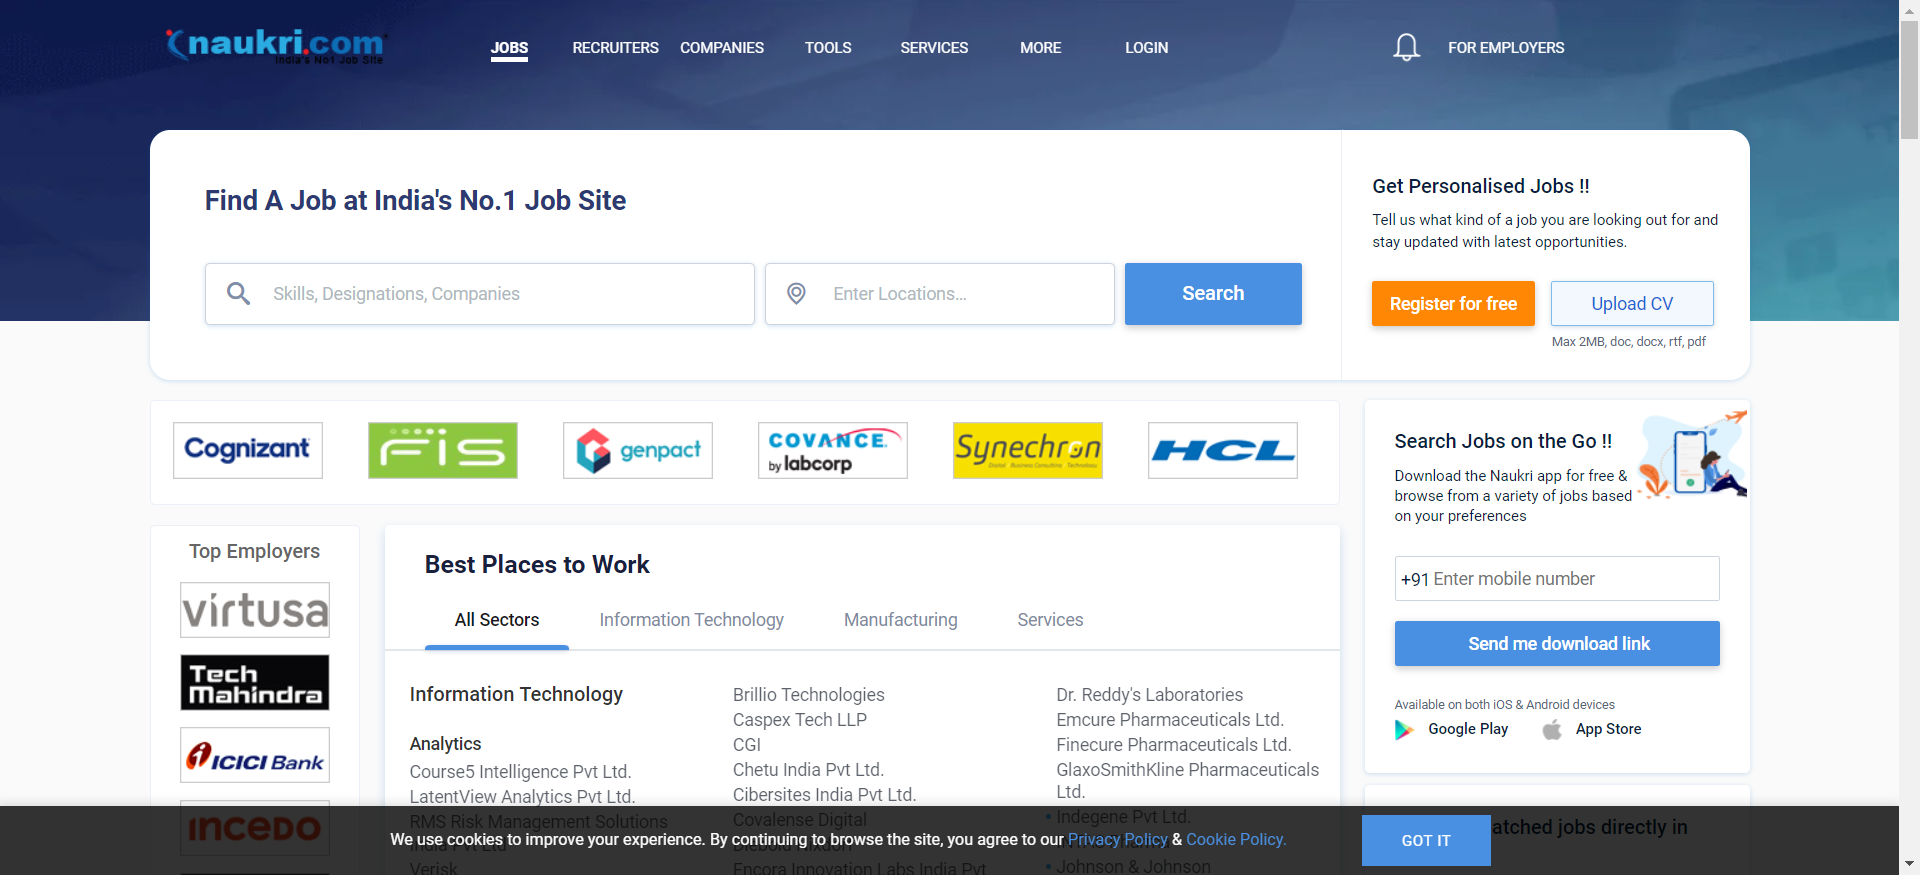 naukri.com
India's No1 Job Site
JOBS
RECRUITERS
COMPANIES
TOOLS
SERVICES
MORE
LOGIN
FOR EMPLOYERS
Find A Job at India's No.1 Job Site
Skills, Designations, Companies
Enter Locations...
Search
Get Personalised Jobs !!
Tell us what kind of a job you are looking out for and
stay updated with latest opportunities.
Register for free
Upload CV
Max 2MB, doc, docx, rtf, pdf
Cognizant
FIS
genpact
COVANCE
by labcorp
Synechron
Digital Business Consulting Technology
HCL
Search Jobs on the Go !!
Download the Naukri app for free &
browse from a variety of jobs based
on your preferences
+91 Enter mobile number
Send me download link
Available on both iOS & Android devices
Google Play
App Store
Top Employers
virtusa
Tech
Mahindra
ICICI Bank
INCEDO
Best Places to Work
All Sectors
Information Technology
Manufacturing
Services
Information Technology
Analytics
Course5 Intelligence Pvt Ltd.
LatentView Analytics Pvt Ltd.
RMS Risk Management Solutions
India Pvt Ltd
Verisk
Brillio Technologies
Caspex Tech LLP
CGI
Chetu India Pvt Ltd.
Cibersites India Pvt Ltd.
Covalense Digital
Diebold Nixdorf
Encora Innovation Labs India Pvt
Dr. Reddy's Laboratories
Emcure Pharmaceuticals Ltd.
Finecure Pharmaceuticals Ltd.
GlaxoSmithKline Pharmaceuticals
Ltd.
Indegene Pvt Ltd.
Johnson & Johnson
atched jobs directly in
We use cookies to improve your experience. By continuing to browse the site, you agree to our Privacy Policy & Cookie Policy.
GOT IT